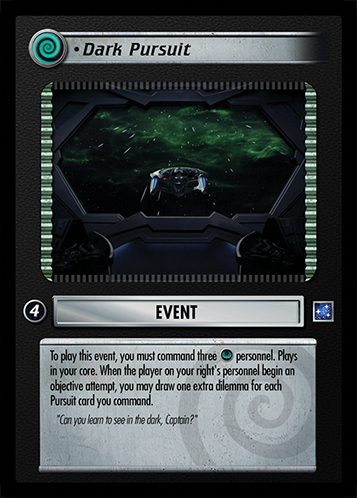 • Dark Pursuit
4
EVENT
To play this event, you must command three personnel. Plays
in your core. When the player on your right's personnel begin an
objective attempt, you may draw one extra dilemma for each
Pursuit card you command.
"Can you learn to see in the dark, Captain?"